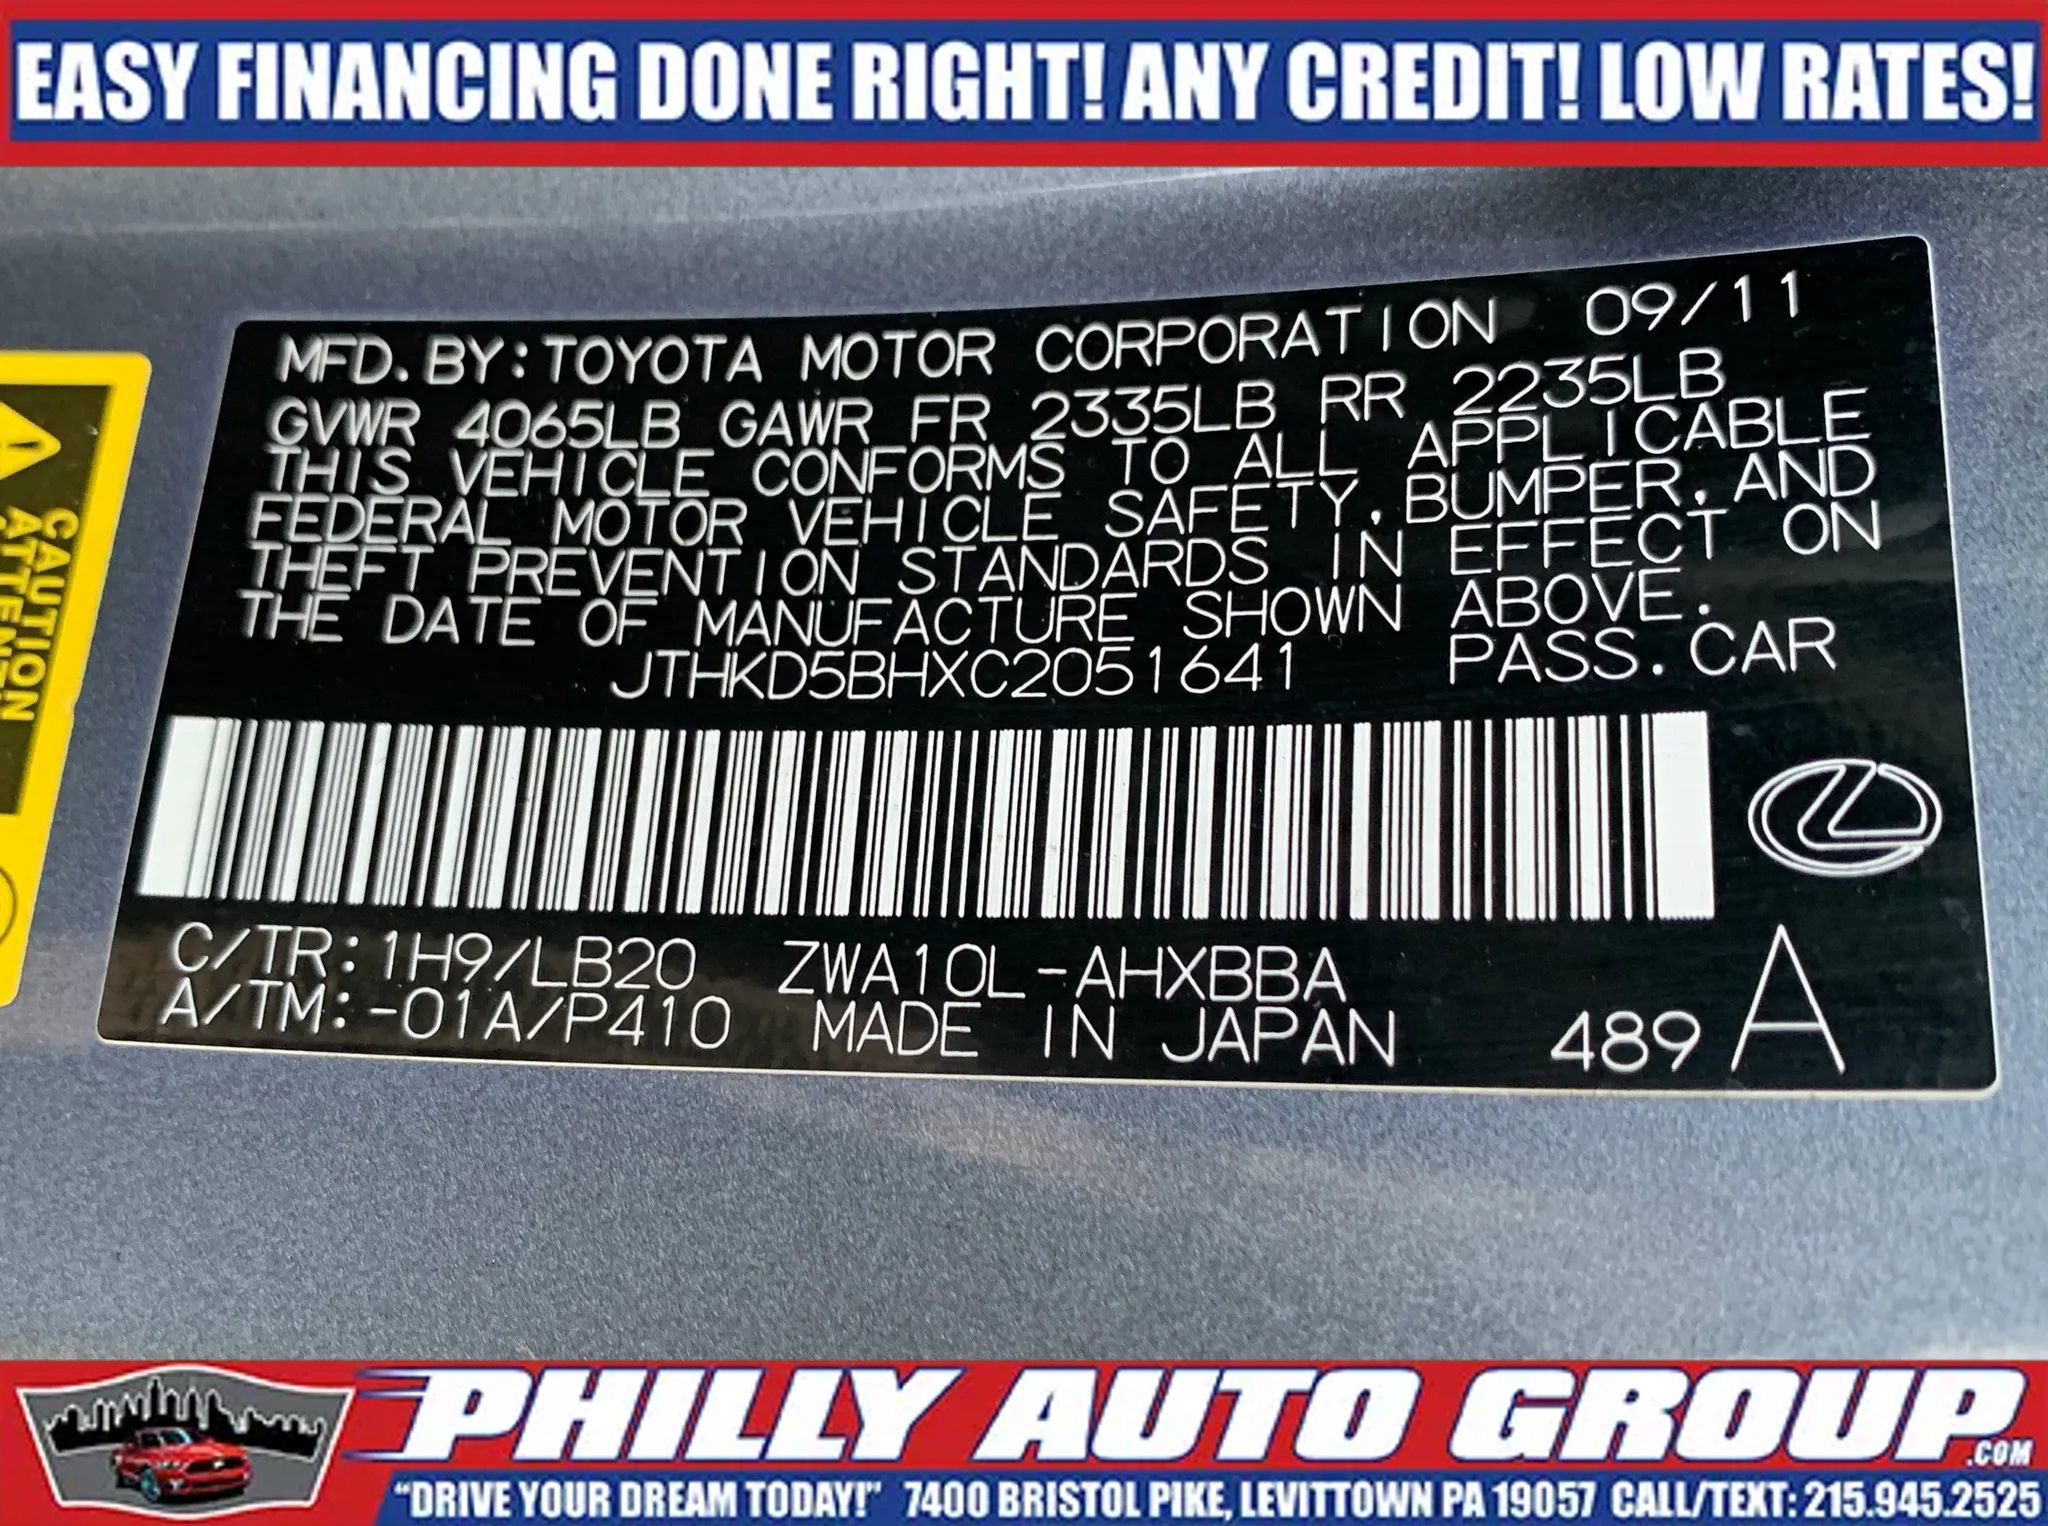 EASY FINANCING DONE RIGHT! ANY CREDIT! LOW RATES!
MFD. BY: TOYOTA MOTOR CORPORATION 09/11
GVWR 4065LB GAWR FR 2335LB RR 2235LB
THIS VEHICLE CONFORMS TO ALL APPLICABLE
FEDERAL MOTOR VEHICLE SAFETY, BUMPER, AND
THEFT PREVENTION STANDARDS IN EFFECT ON
THE DATE OF MANUFACTURE SHOWN ABOVE.
JTHKD5BHXC2051641 PASS. CAR
C/TR: 1H9/LB20 ZWA10L-AHXBBA
A/TM: -01A/P410 MADE IN JAPAN 489 A
CAUTION
PHILLY AUTO GROUP.COM
"DRIVE YOUR DREAM TODAY!" 7400 BRISTOL PIKE, LEVITTOWN PA 19057 CALL/TEXT: 215.945.2525